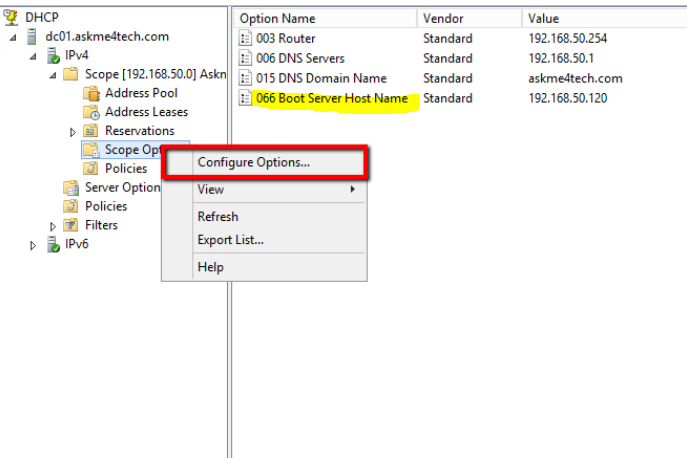 DHCP
dc01.askme4tech.com
IPv4
Scope [192.168.50.0] Askn
Address Pool
Address Leases
Reservations
Scope Opt
Policies
Server Option
Policies
Filters
IPv6
Configure Options...
View
Refresh
Export List...
Help
Option Name Vendor Value
003 Router Standard 192.168.50.254
006 DNS Servers Standard 192.168.50.1
015 DNS Domain Name Standard askme4tech.com
066 Boot Server Host Name Standard 192.168.50.120